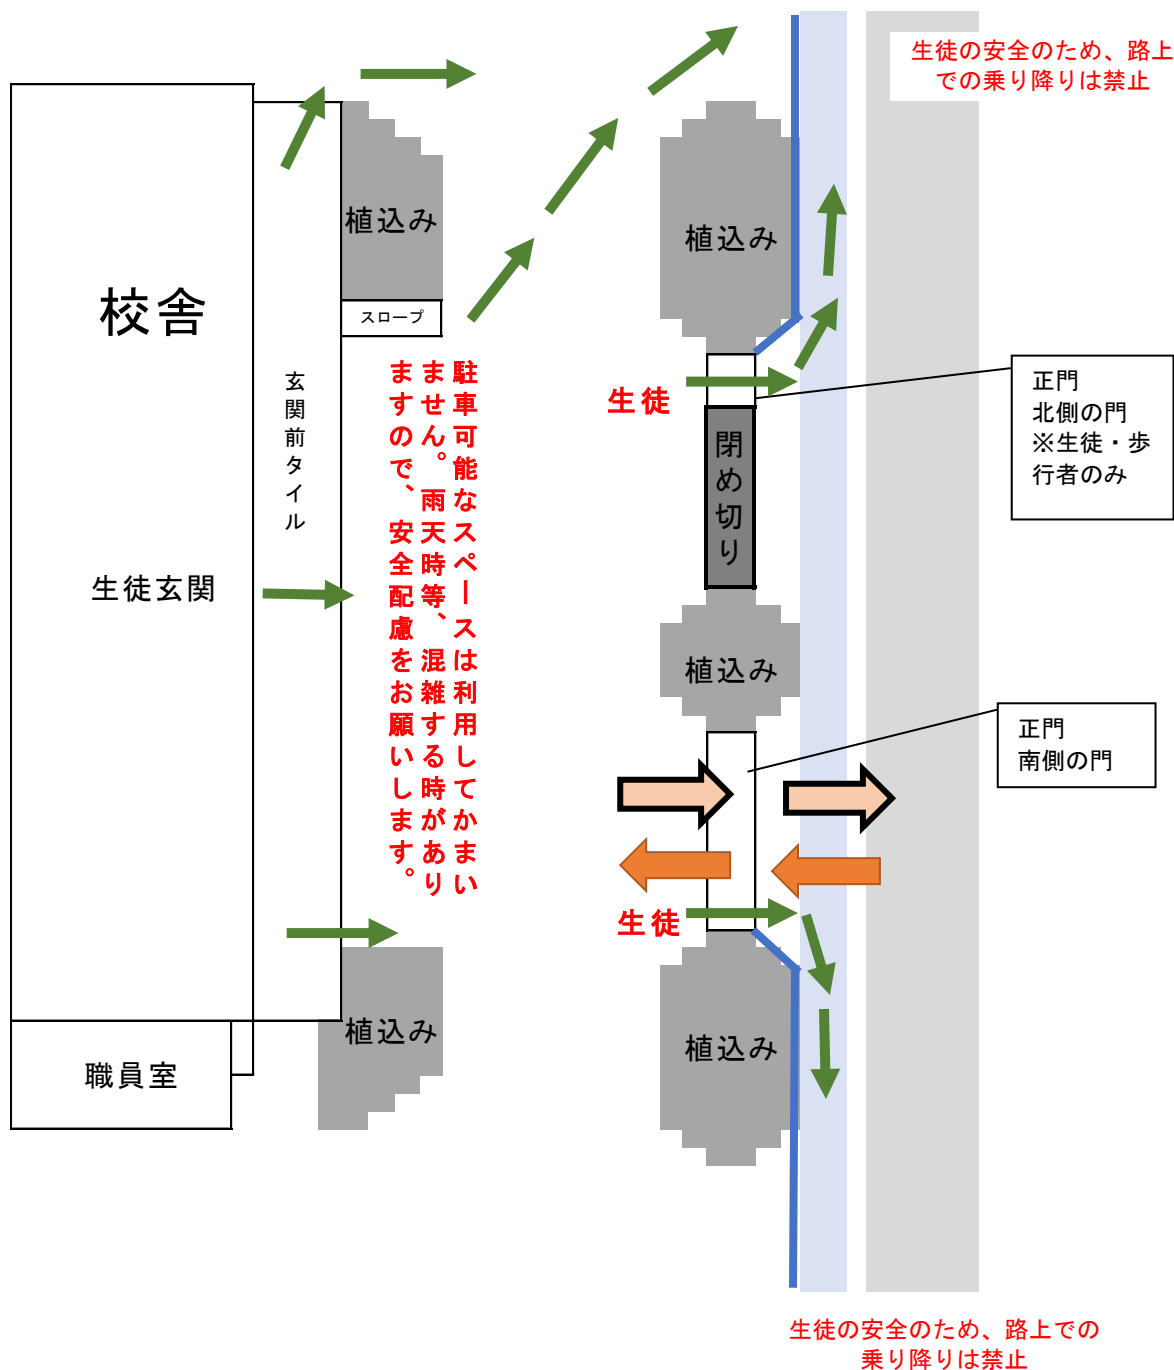 生徒の安全のため、路上
での乗り降りは禁止
植込み
植込み
校舎
スロープ
玄関前タイル
駐車可能なスペースは利用してかまい
ません。雨天時等、混雑する時があり
ますので、安全配慮をお願いします。
生徒
正門
北側の門
※生徒・歩
行者のみ
閉め切り
生徒玄関
植込み
正門
南側の門
生徒
植込み
植込み
職員室
生徒の安全のため、路上での
乗り降りは禁止